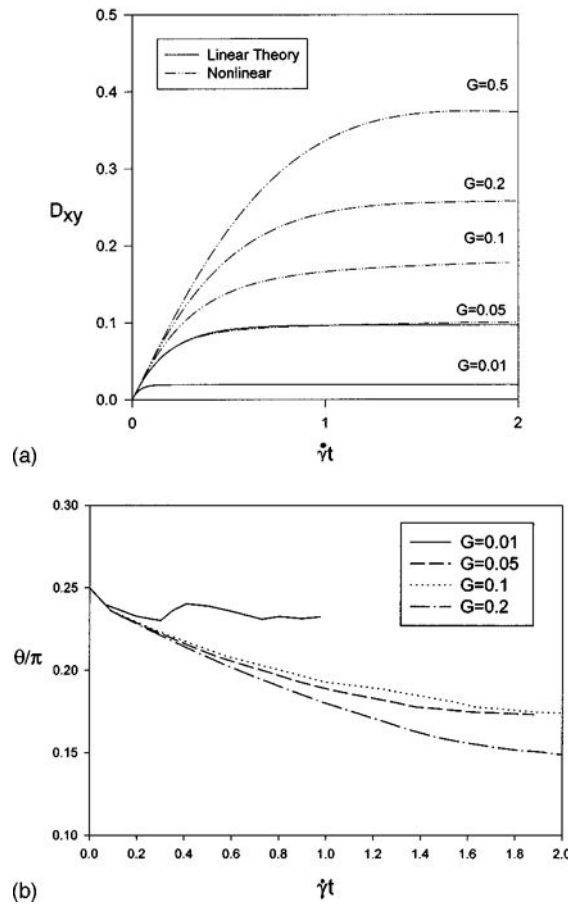 0.5
Linear Theory
Nonlinear
G=0.5
0.4
0.3
Dxy
G=0.2
0.2
G=0.1
G=0.05
0.1
G=0.01
0.0
0
1
2
γ̇t
(a)
0.30
G=0.01
G=0.05
G=0.1
G=0.2
0.25
θ/π
0.20
0.15
0.10
0.0 0.2 0.4 0.6 0.8 1.0 1.2 1.4 1.6 1.8 2.0
γ̇t
(b)